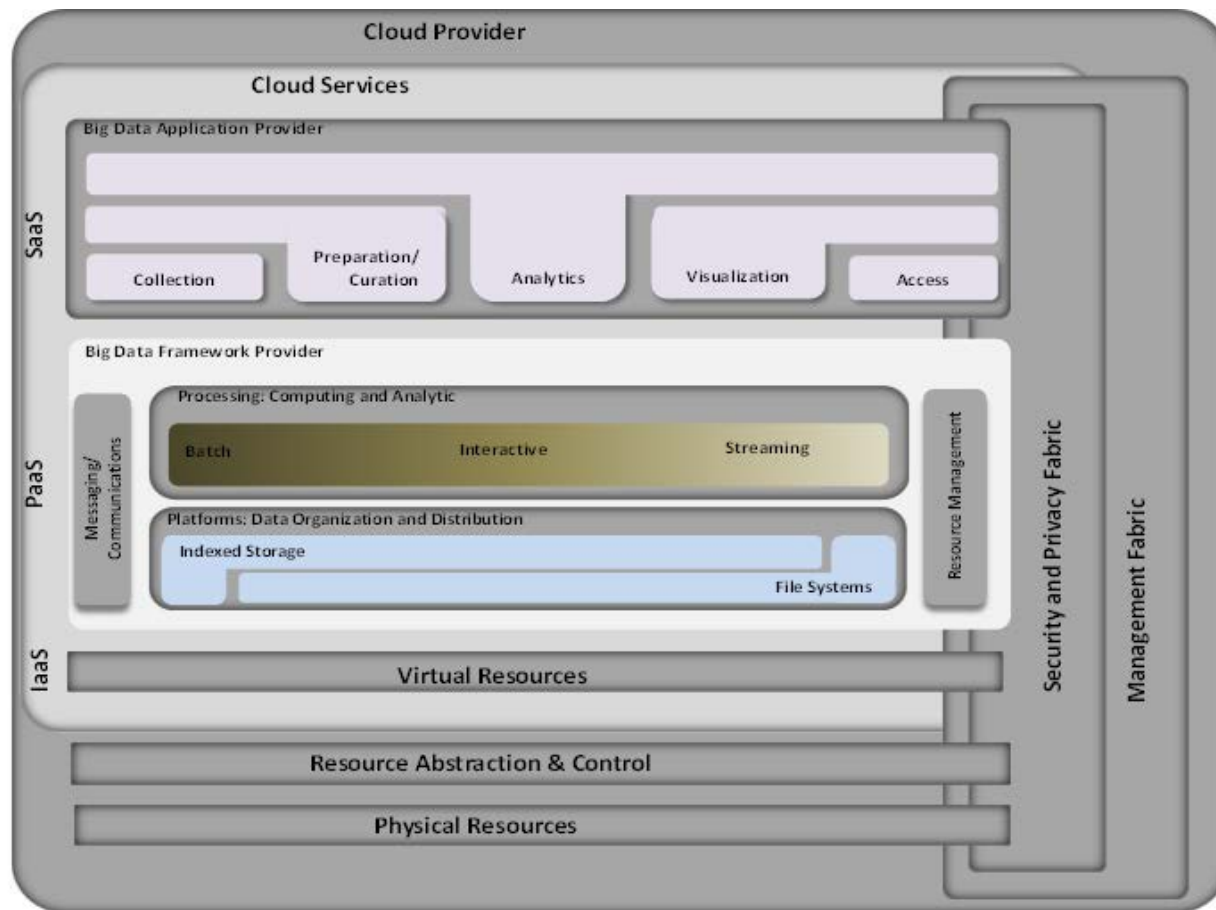 Cloud Provider
Cloud Services
SaaS
Big Data Application Provider
Collection
Preparation/
Curation
Analytics
Visualization
Access
PaaS
Big Data Framework Provider
Messaging/
Communications
Processing: Computing and Analytic
Batch
Interactive
Streaming
Platforms: Data Organization and Distribution
Indexed Storage
File Systems
Resource Management
IaaS
Virtual Resources
Resource Abstraction & Control
Physical Resources
Security and Privacy Fabric
Management Fabric